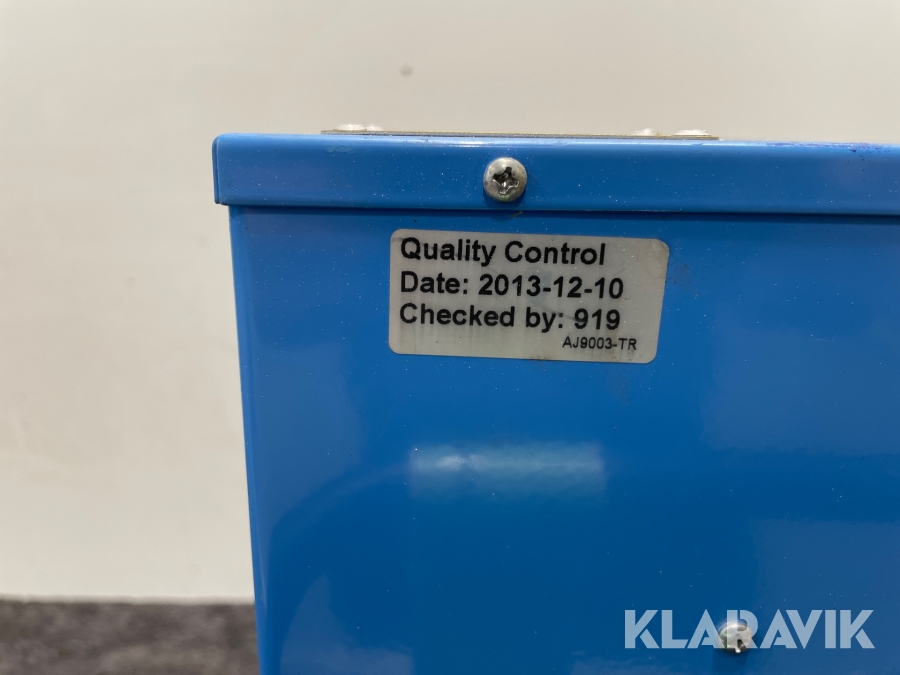 Quality Control
Date: 2013-12-10
Checked by: 919
AJ9003-TR
KLARAVIK